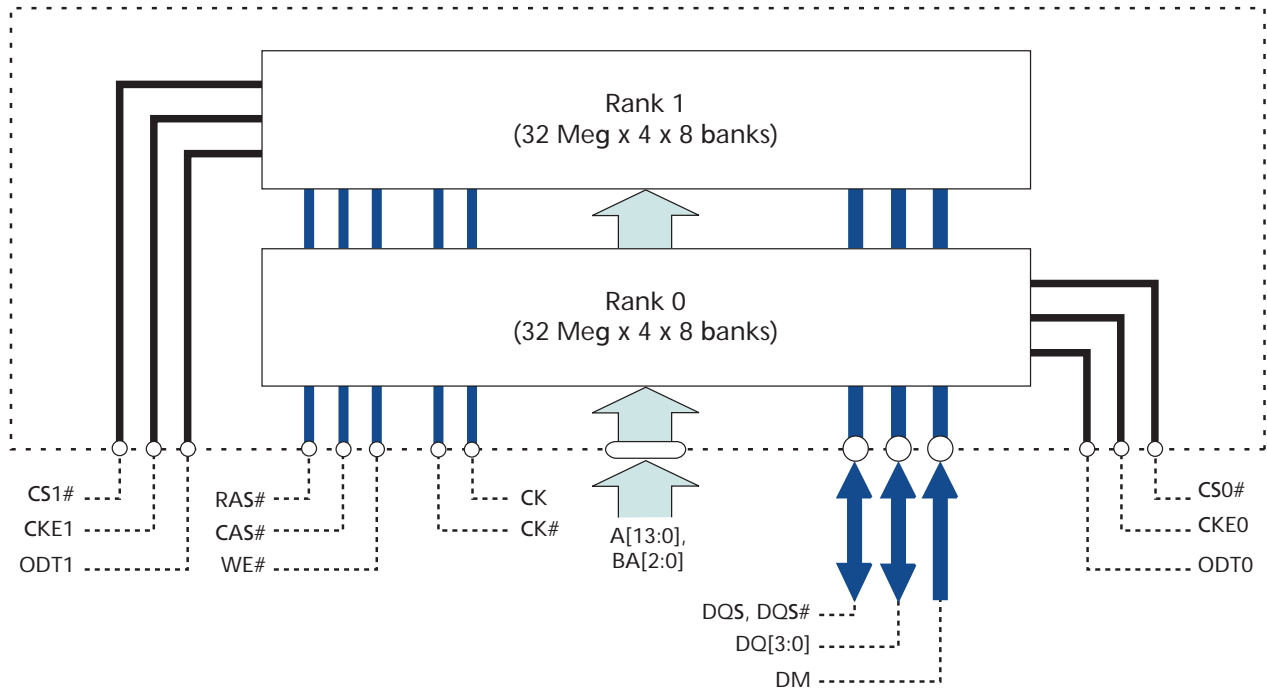 Rank 1
(32 Meg x 4 x 8 banks)
Rank 0
(32 Meg x 4 x 8 banks)
CS1#
CKE1
ODT1
RAS#
CAS#
WE#
CK
CK#
A[13:0],
BA[2:0]
CS0#
CKE0
ODT0
DQS, DQS#
DQ[3:0]
DM